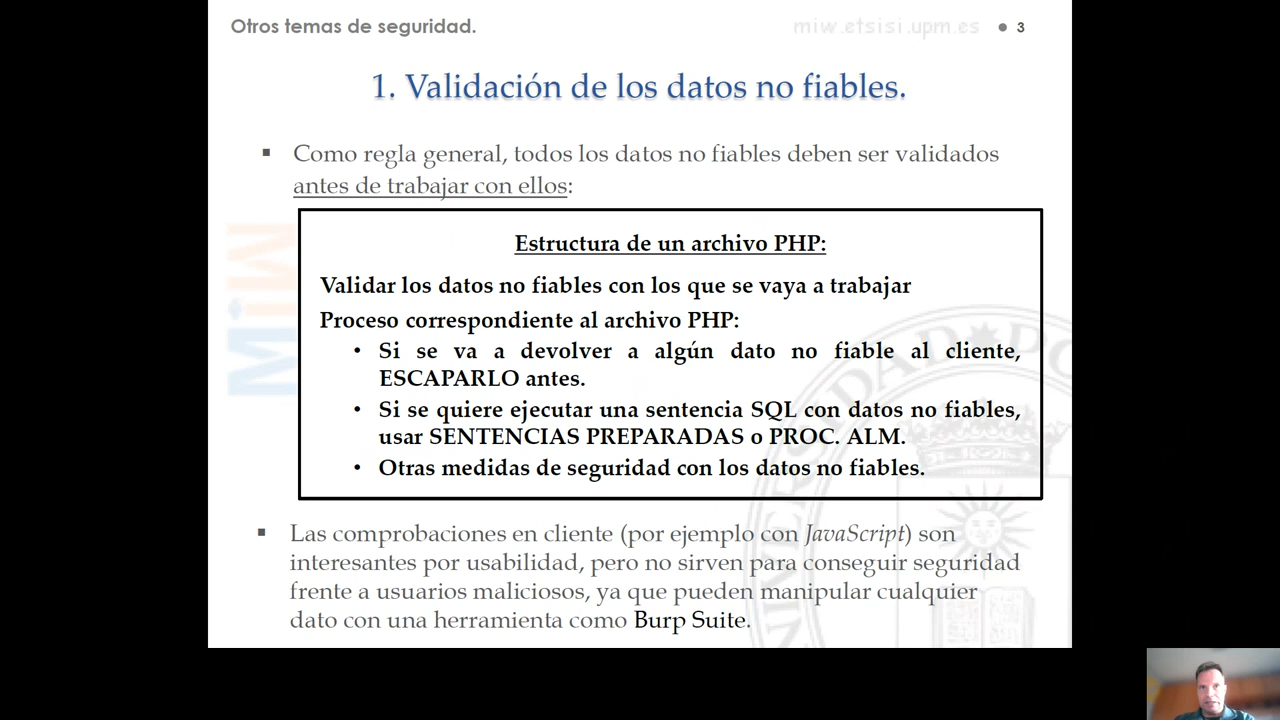 Otros temas de seguridad.
miw.etsisi.upm.es
3
1. Validación de los datos no fiables.
▪ Como regla general, todos los datos no fiables deben ser validados
antes de trabajar con ellos:
Estructura de un archivo PHP:
Validar los datos no fiables con los que se vaya a trabajar
Proceso correspondiente al archivo PHP:
• Si se va a devolver a algún dato no fiable al cliente,
ESCAPARLO antes.
• Si se quiere ejecutar una sentencia SQL con datos no fiables,
usar SENTENCIAS PREPARADAS o PROC. ALM.
• Otras medidas de seguridad con los datos no fiables.
▪ Las comprobaciones en cliente (por ejemplo con JavaScript) son
interesantes por usabilidad, pero no sirven para conseguir seguridad
frente a usuarios maliciosos, ya que pueden manipular cualquier
dato con una herramienta como Burp Suite.
MiW
UNIVERSIDAD